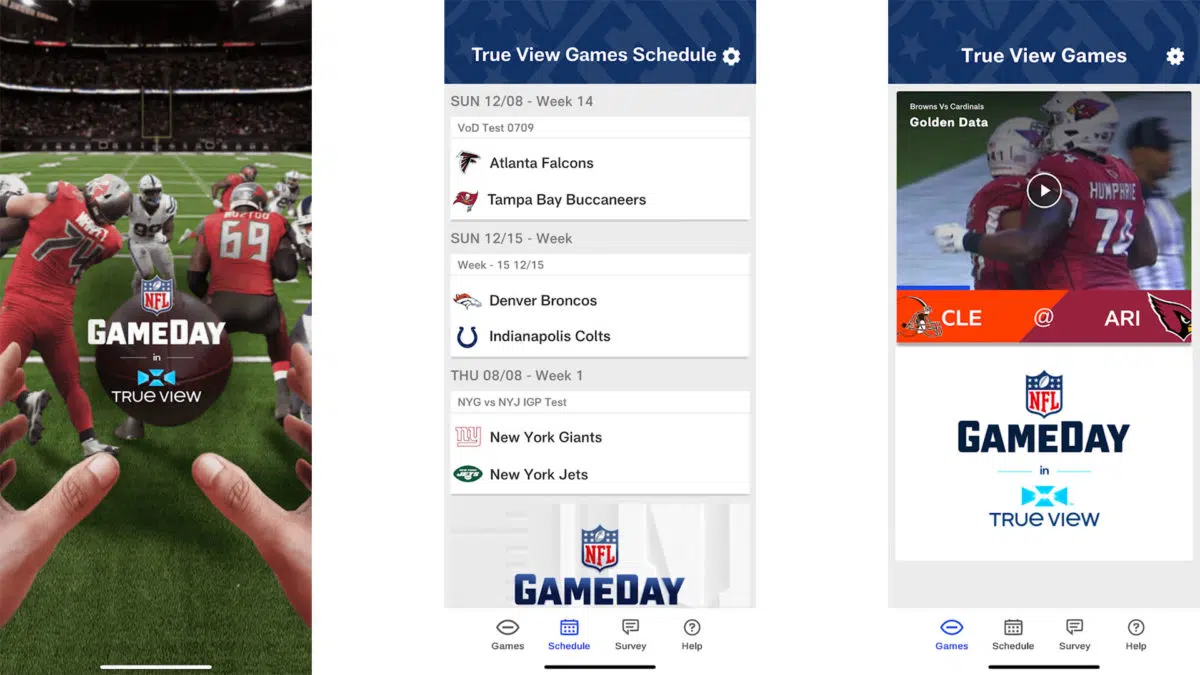 74
92
69
NFL
GAMEDAY
in
TRUE VIEW
True View Games Schedule
SUN 12/08 - Week 14
VoD Test 0709
Atlanta Falcons
Tampa Bay Buccaneers
SUN 12/15 - Week
Week - 15 12/15
Denver Broncos
Indianapolis Colts
THU 08/08 - Week 1
NYG vs NYJ IGP Test
ny
New York Giants
JETS
New York Jets
NFL
GAMEDAY
Games
Schedule
Survey
Help
True View Games
Browns Vs Cardinals
Golden Data
HUMPHRIE
74
CLE @ ARI
NFL
GAMEDAY
in
TRUE VIEW
Games
Schedule
Survey
Help